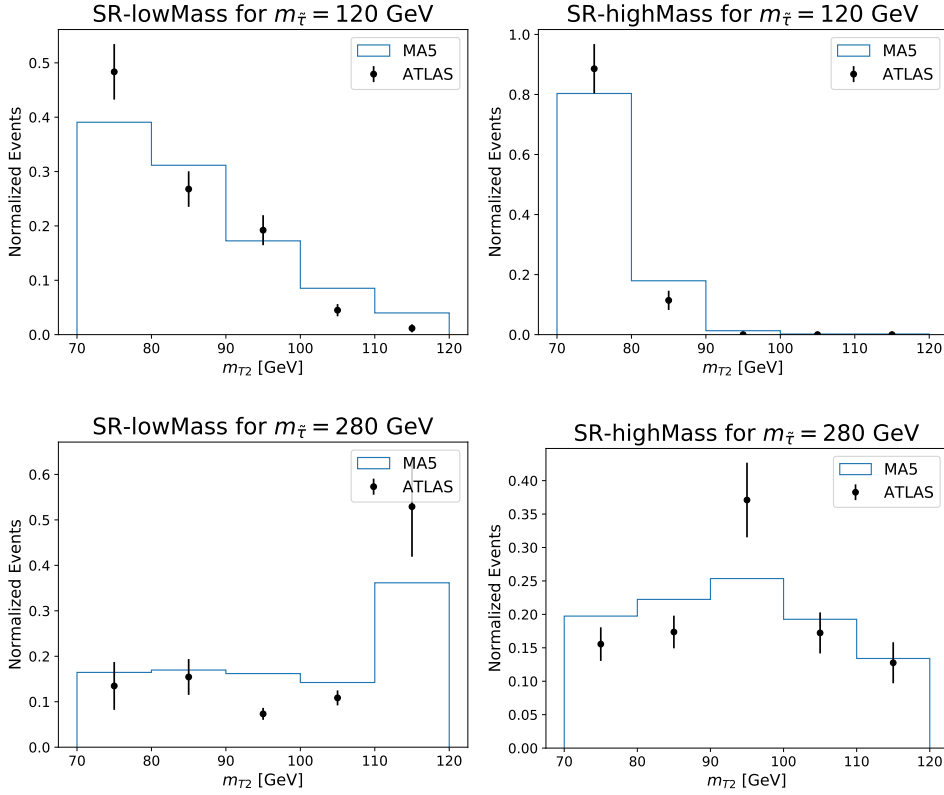 SR-lowMass for $m_{\tilde{\tau}} = 120$ GeV
Normalized Events
0.5
0.4
0.3
0.2
0.1
0.0
MA5
ATLAS
70 80 90 100 110 120
$m_{T2}$ [GeV]
SR-highMass for $m_{\tilde{\tau}} = 120$ GeV
Normalized Events
1.0
0.8
0.6
0.4
0.2
0.0
MA5
ATLAS
70 80 90 100 110 120
$m_{T2}$ [GeV]
SR-lowMass for $m_{\tilde{\tau}} = 280$ GeV
Normalized Events
0.6
0.5
0.4
0.3
0.2
0.1
0.0
MA5
ATLAS
70 80 90 100 110 120
$m_{T2}$ [GeV]
SR-highMass for $m_{\tilde{\tau}} = 280$ GeV
Normalized Events
0.40
0.35
0.30
0.25
0.20
0.15
0.10
0.05
0.00
MA5
ATLAS
70 80 90 100 110 120
$m_{T2}$ [GeV]